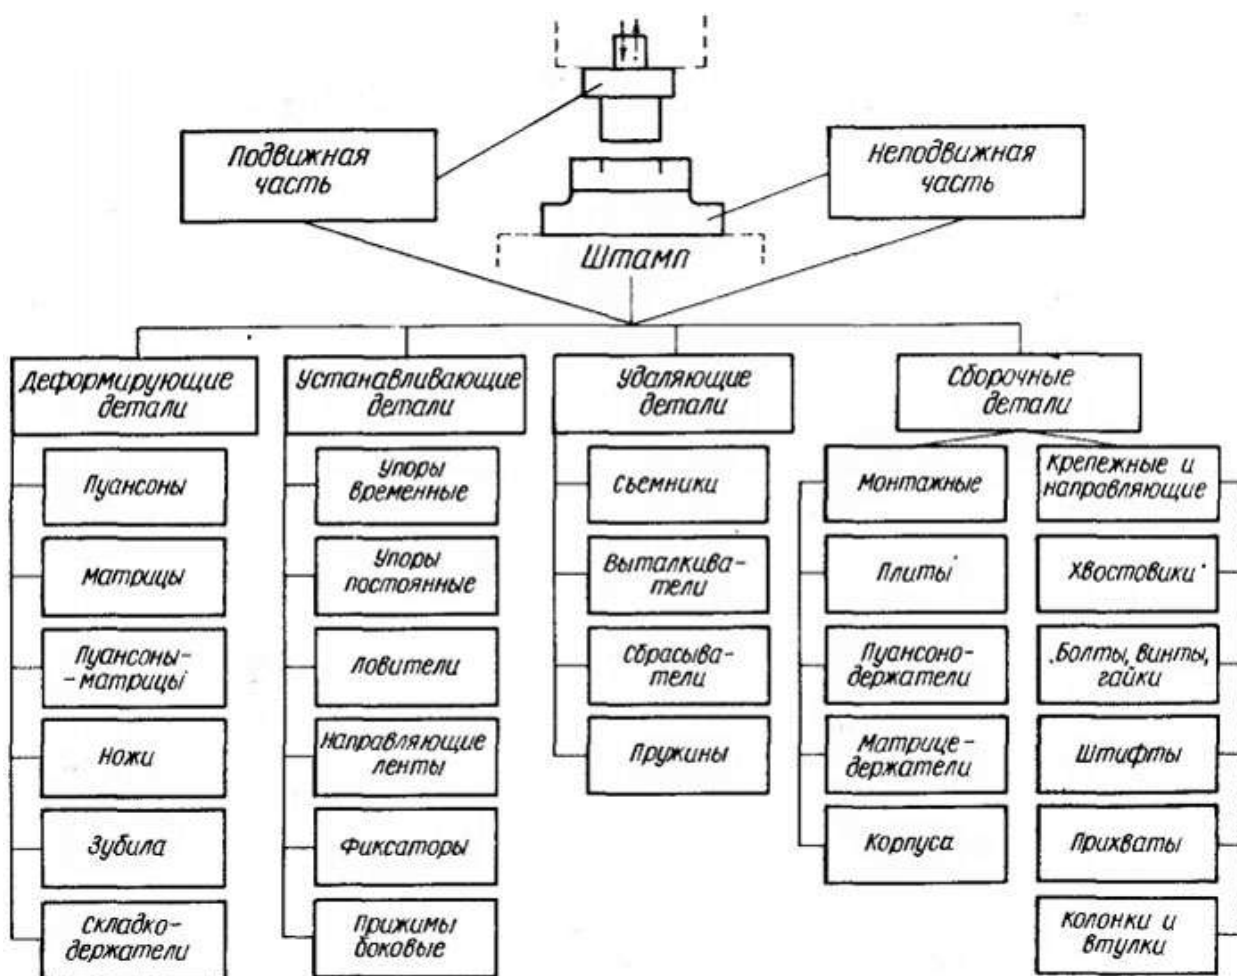 Подвижная
часть
Неподвижная
часть
Штамп
Деформирующие
детали
Устанавливающие
детали
Удаляющие
детали
Сборочные
детали
Пуансоны
Матрицы
Пуансоны-
-матрицы
Ножи
Зубила
Складко-
держатели
Упоры
временные
Упоры
постоянные
Ловители
Направляющие
ленты
Фиксаторы
Прижимы
боковые
Съемники
Выталкива-
тели
Сбрасыва-
тели
Пружины
Монтажные
Плиты
Пуансоно-
держатели
Матрице-
держатели
Корпуса
Крепежные и
направляющие
Хвостовики
Болты, винты,
гайки
Штифты
Прихваты
Колонки и
втулки